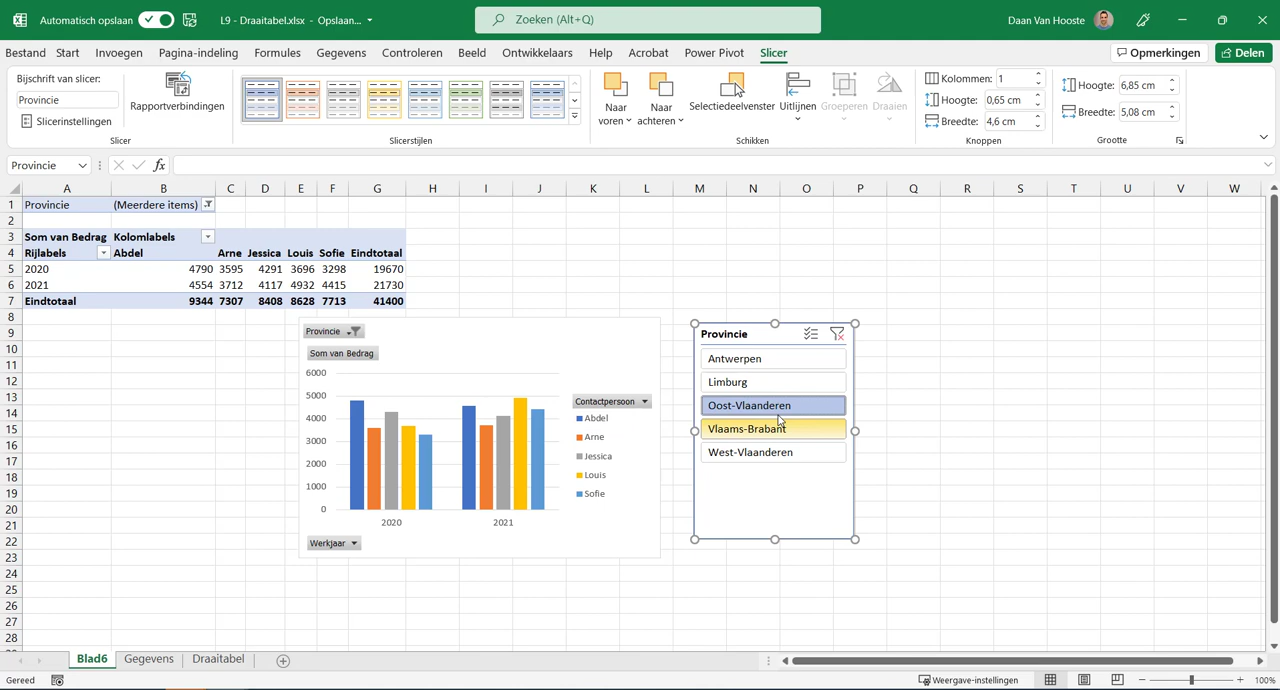 Automatisch opslaan
L9 - Draaitabel.xlsx - Opslaan...
Zoeken (Alt+Q)
Daan Van Hooste
Bestand Start Invoegen Pagina-indeling Formules Gegevens Controleren Beeld Ontwikkelaars Help Acrobat Power Pivot Slicer
Opmerkingen
Delen
Bijschrift van slicer:
Provincie
Slicerinstellingen
Rapportverbindingen
Slicer
Slicerstijlen
Naar voren
Naar achteren
Selectiedeelvenster
Uitlijnen
Groeperen
Draaien
Schikken
Kolommen: 1
Hoogte: 0,65 cm
Breedte: 4,6 cm
Knoppen
Hoogte: 6,85 cm
Breedte: 5,08 cm
Grootte
Provincie
fx
A B C D E F G H I J K L M N O P Q R S T U V W
1 Provincie (Meerdere items)
2
3 Som van Bedrag Kolomlabels
4 Rijlabels Abdel Arne Jessica Louis Sofie Eindtotaal
5 2020 4790 3595 4291 3696 3298 19670
6 2021 4554 3712 4117 4932 4415 21730
7 Eindtotaal 9344 7307 8408 8628 7713 41400
8
9
10
11
12
13
14
15
16
17
18
19
20
21
22
23
24
25
26
27
28
Provincie
Som van Bedrag
6000
5000
4000
3000
2000
1000
0
2020 2021
Werkjaar
Contactpersoon
Abdel
Arne
Jessica
Louis
Sofie
Provincie
Antwerpen
Limburg
Oost-Vlaanderen
Vlaams-Brabant
West-Vlaanderen
Blad6 Gegevens Draaitabel
Gereed
Weergave-instellingen
100%